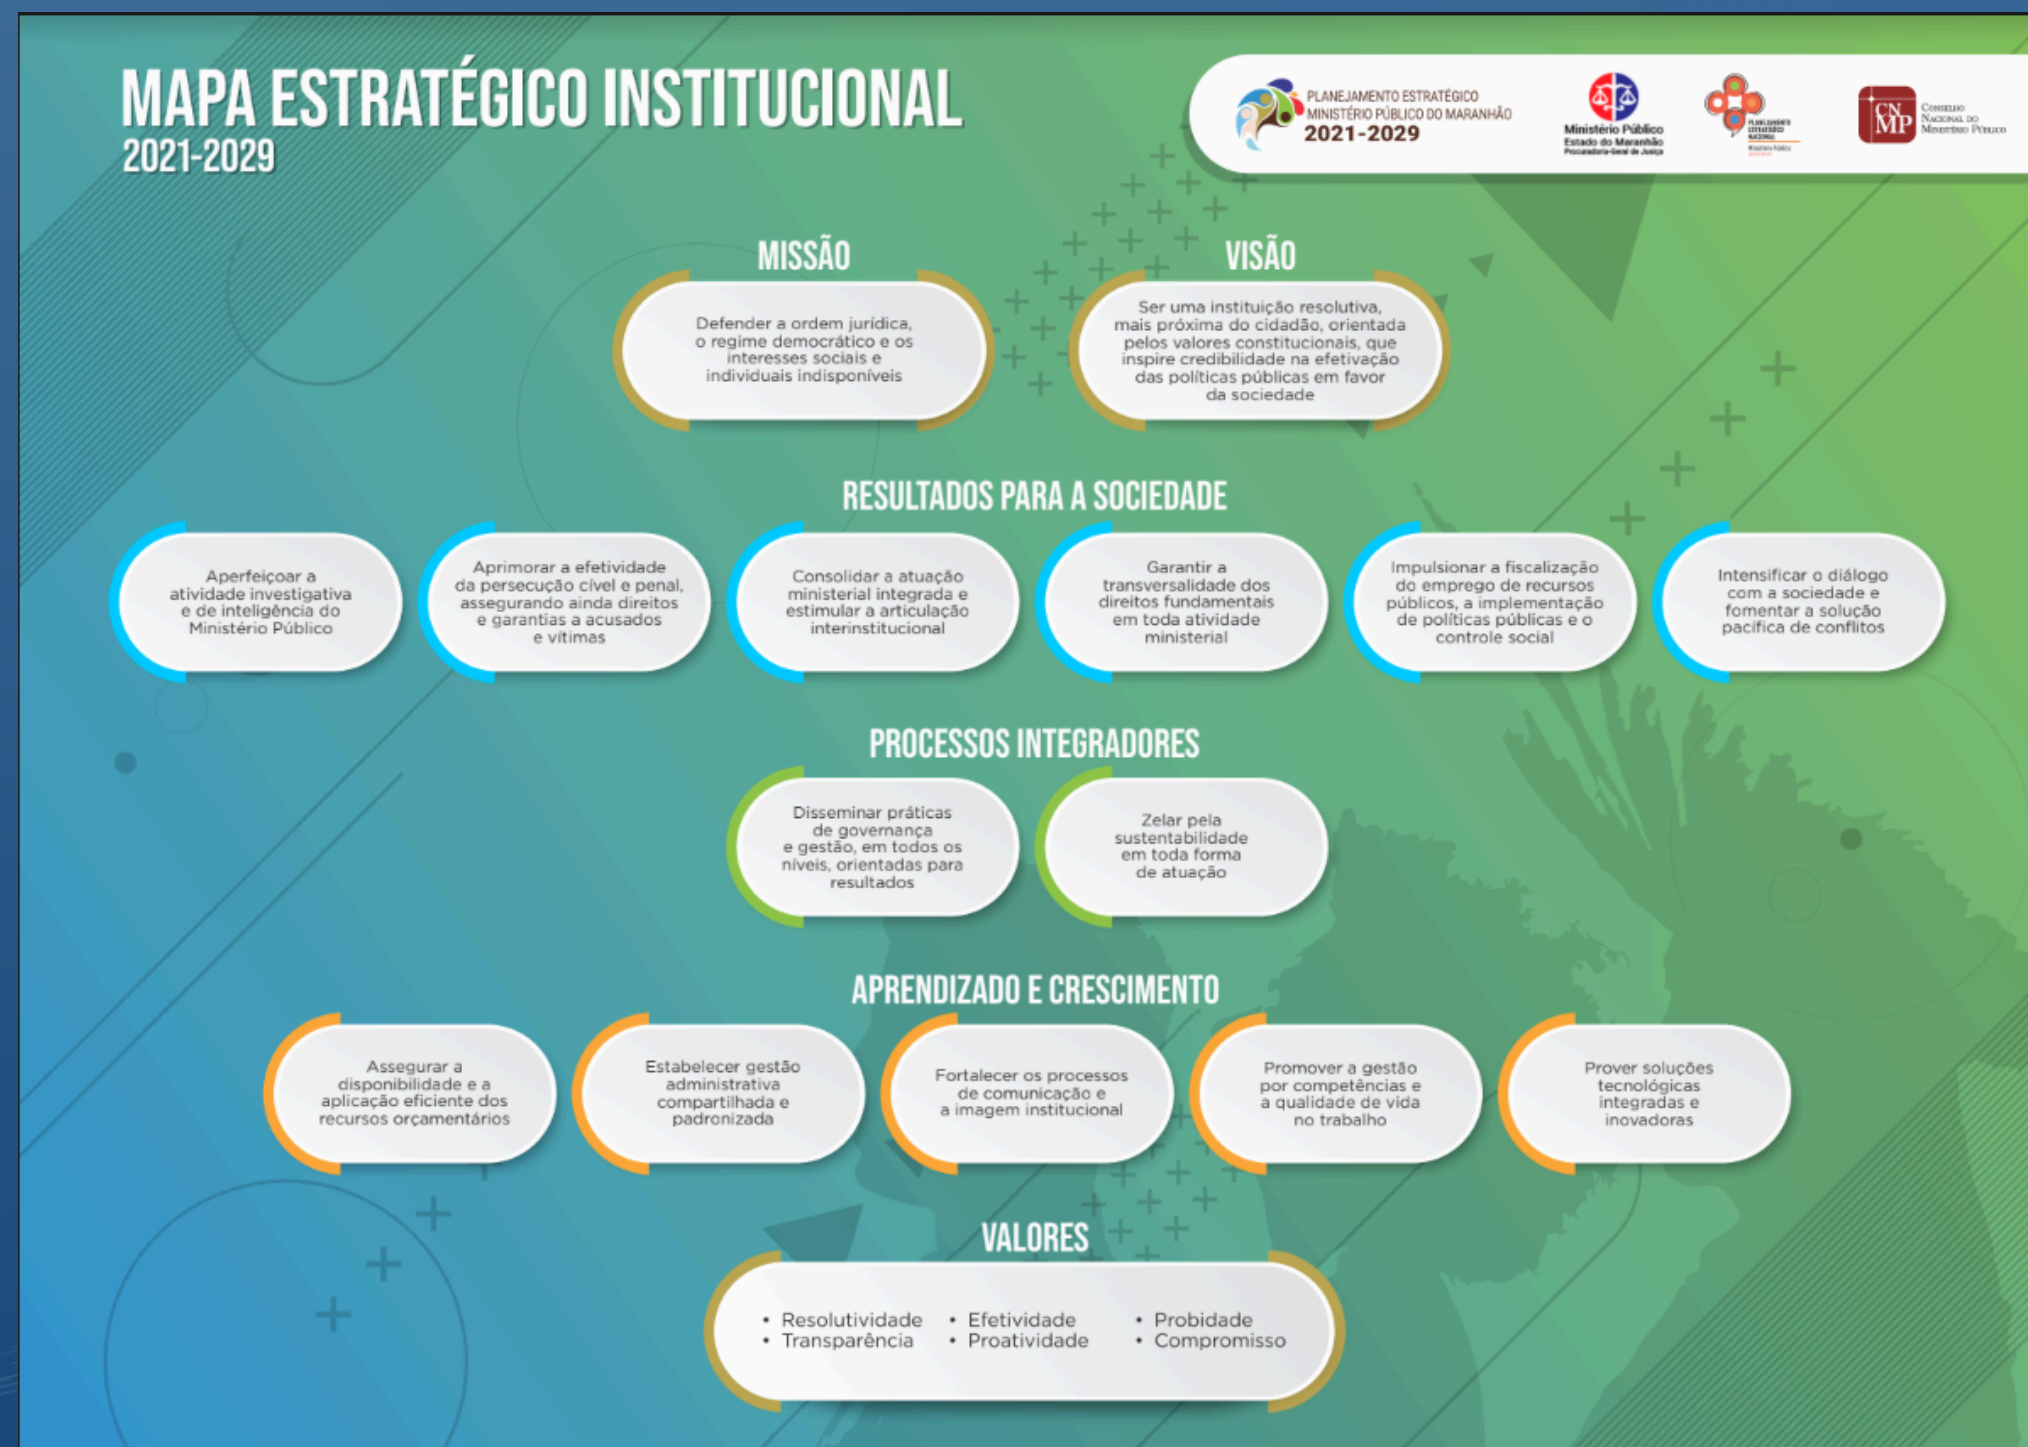 MAPA ESTRATÉGICO INSTITUCIONAL
2021-2029
PLANEJAMENTO ESTRATÉGICO
MINISTÉRIO PÚBLICO DO MARANHÃO
2021-2029
Ministério Público
Estado do Maranhão
Procuradoria-Geral de Justiça
PLANEJAMENTO
ESTRATÉGICO
NACIONAL
Ministério Público
CN
MP
CONSELHO
NACIONAL DO
MINISTÉRIO PÚBLICO
MISSÃO
Defender a ordem jurídica,
o regime democrático e os
interesses sociais e
individuais indisponíveis
VISÃO
Ser uma instituição resolutiva,
mais próxima do cidadão, orientada
pelos valores constitucionais, que
inspire credibilidade na efetivação
das políticas públicas em favor
da sociedade
RESULTADOS PARA A SOCIEDADE
Aperfeiçoar a
atividade investigativa
e de inteligência do
Ministério Público
Aprimorar a efetividade
da persecução cível e penal,
assegurando ainda direitos
e garantias a acusados
e vítimas
Consolidar a atuação
ministerial integrada e
estimular a articulação
interinstitucional
Garantir a
transversalidade dos
direitos fundamentais
em toda atividade
ministerial
Impulsionar a fiscalização
do emprego de recursos
públicos, a implementação
de políticas públicas e o
controle social
Intensificar o diálogo
com a sociedade e
fomentar a solução
pacífica de conflitos
PROCESSOS INTEGRADORES
Disseminar práticas
de governança
e gestão, em todos os
níveis, orientadas para
resultados
Zelar pela
sustentabilidade
em toda forma
de atuação
APRENDIZADO E CRESCIMENTO
Assegurar a
disponibilidade e a
aplicação eficiente dos
recursos orçamentários
Estabelecer gestão
administrativa
compartilhada e
padronizada
Fortalecer os processos
de comunicação e
a imagem institucional
Promover a gestão
por competências e
a qualidade de vida
no trabalho
Prover soluções
tecnológicas
integradas e
inovadoras
VALORES
• Resolutividade • Efetividade • Probidade
• Transparência • Proatividade • Compromisso